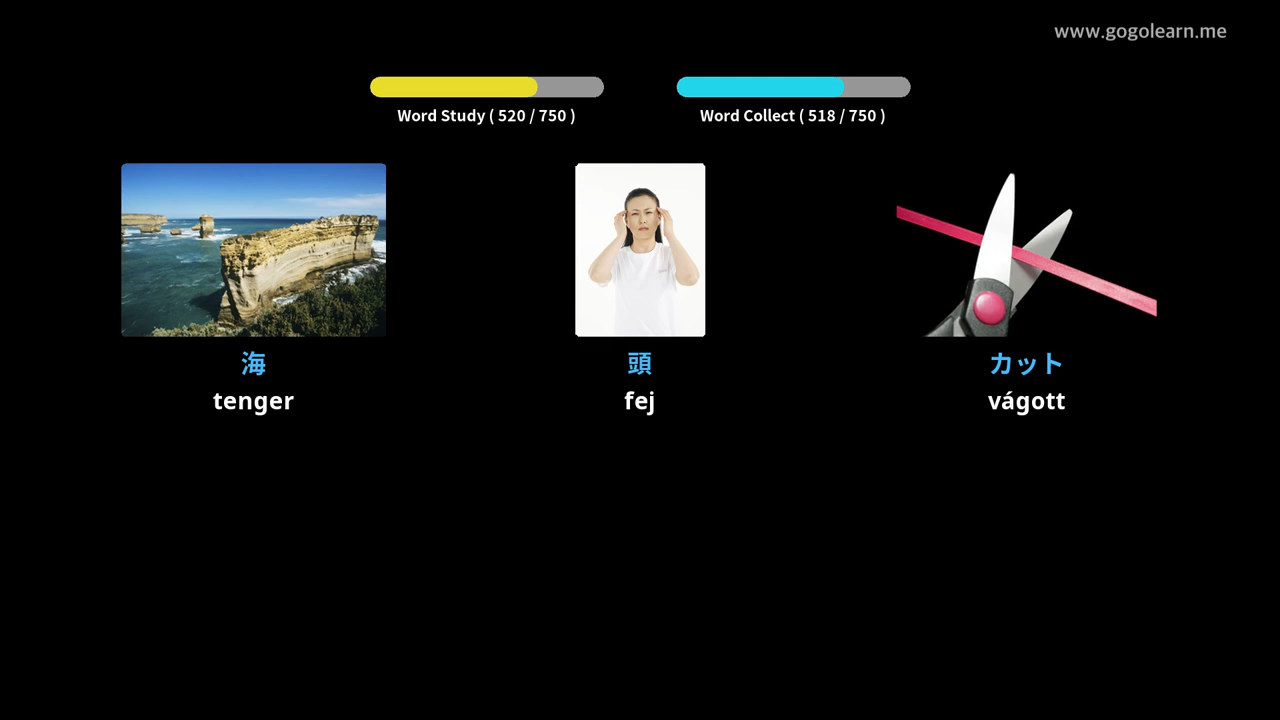 www.gogolearn.me
Word Study ( 520 / 750 )
Word Collect ( 518 / 750 )
海
tenger
頭
fej
カット
vágott